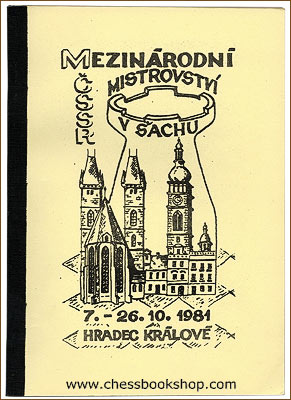 MEZINÁRODNÍ
MISTROVSTVÍ
ČSSR
V ŠACHU
7. - 26. 10. 1981
HRADEC KRÁLOVÉ
www.chessbookshop.com